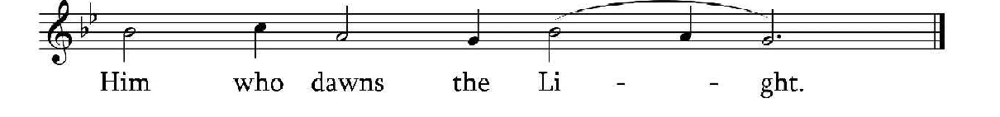 Him who dawns the Li - - ght.